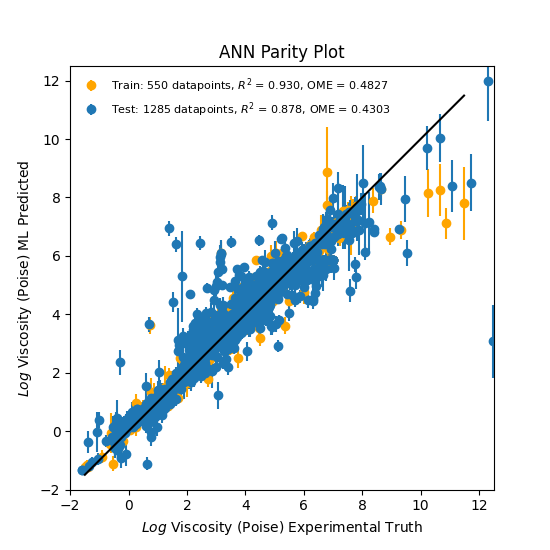 ANN Parity Plot
Train: 550 datapoints, R² = 0.930, OME = 0.4827
Test: 1285 datapoints, R² = 0.878, OME = 0.4303
Log Viscosity (Poise) ML Predicted
12
10
8
6
4
2
0
−2
−2 0 2 4 6 8 10 12
Log Viscosity (Poise) Experimental Truth